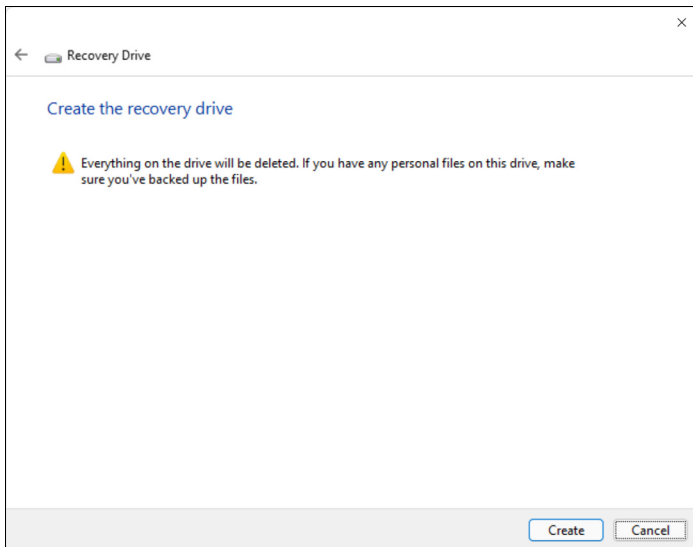 Recovery Drive
Create the recovery drive
Everything on the drive will be deleted. If you have any personal files on this drive, make
sure you've backed up the files.
Create
Cancel